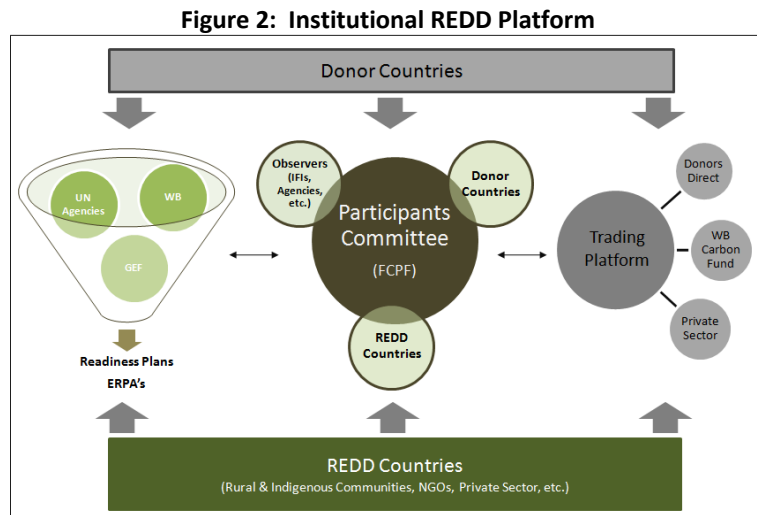 Figure 2:  Institutional REDD Platform
Donor Countries
UN
Agencies
WB
GEF
Readiness Plans
ERPA's
Observers
(IFIs,
Agencies,
etc.)
Donor
Countries
Participants
Committee
(FCPF)
REDD
Countries
Trading
Platform
Donors
Direct
WB
Carbon
Fund
Private
Sector
REDD Countries
(Rural & Indigenous Communities, NGOs, Private Sector, etc.)